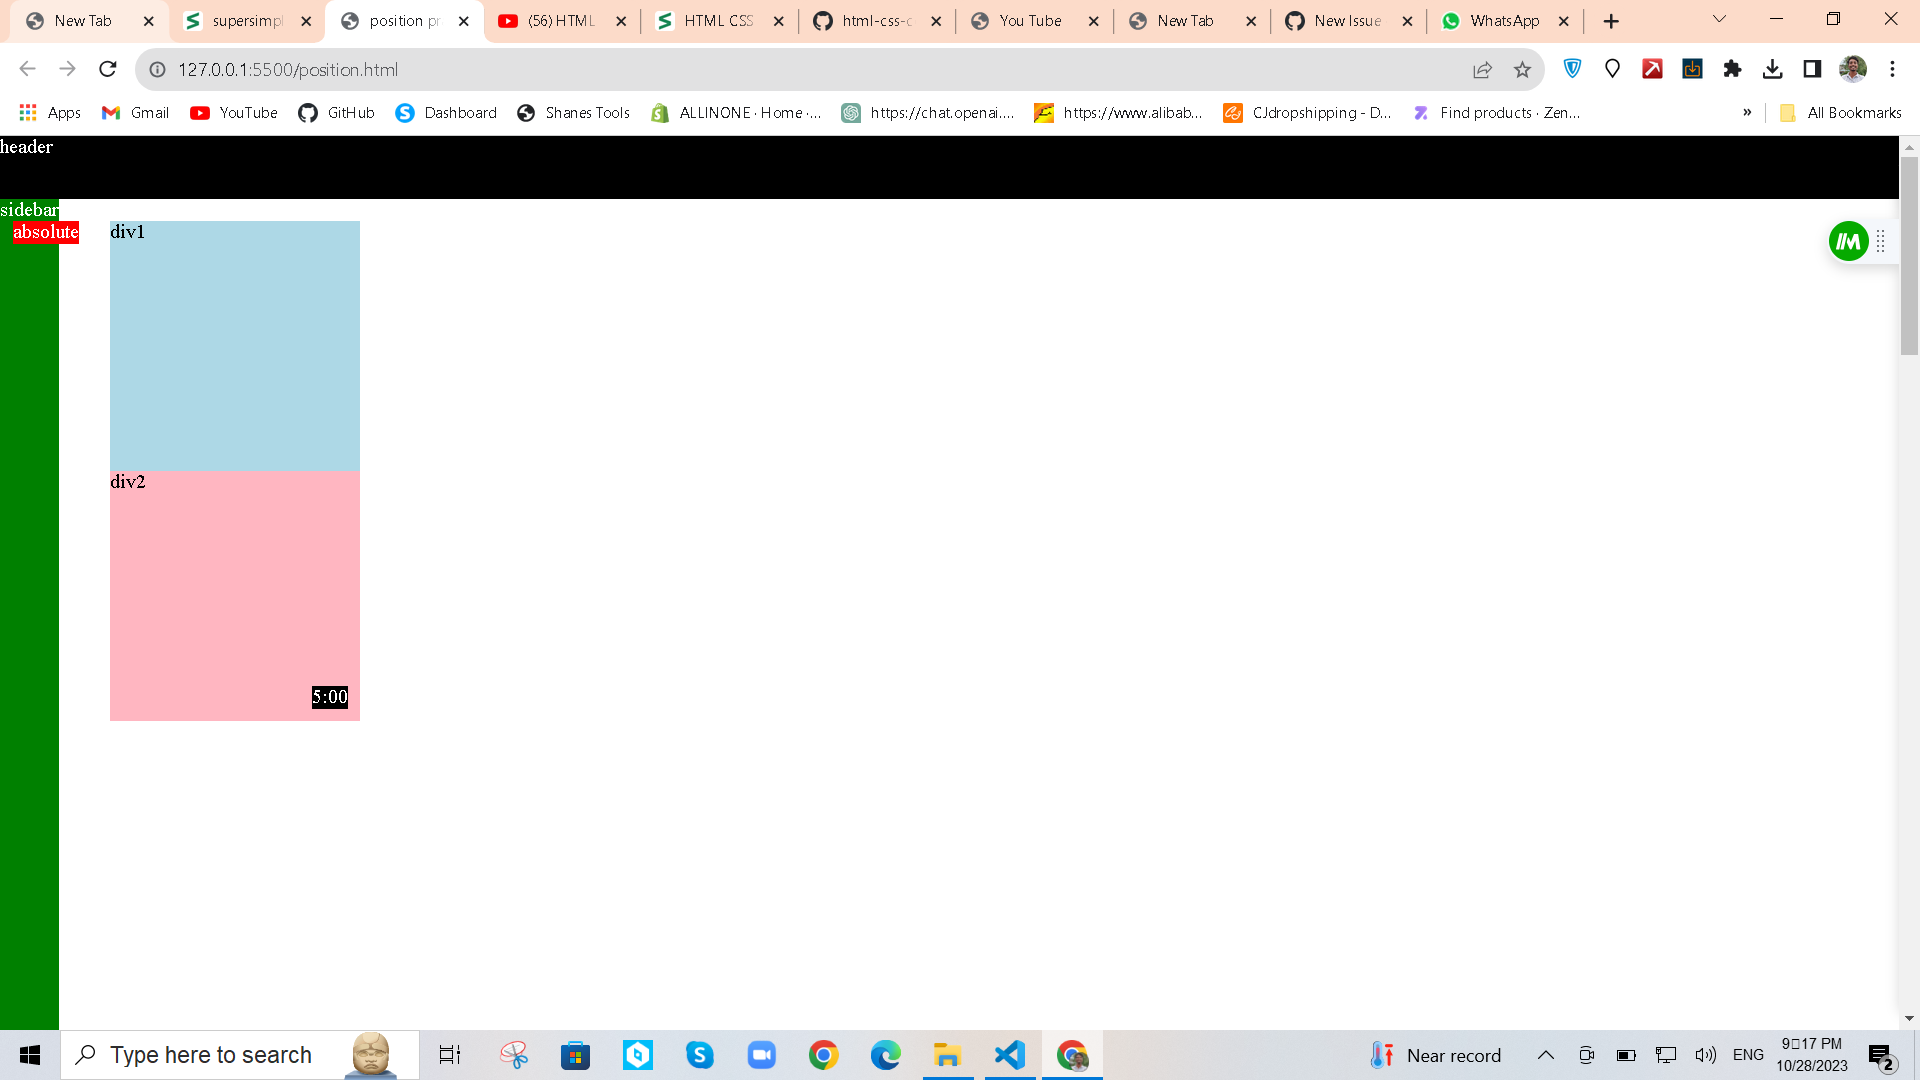 New Tab
supersimpl
position pr
(56) HTML
HTML CSS
html-css-c
You Tube
New Tab
New Issue
WhatsApp
127.0.0.1:5500/position.html
Apps
Gmail
YouTube
GitHub
Dashboard
Shanes Tools
ALLINONE · Home ·...
https://chat.openai....
https://www.alibab...
CJdropshipping - D...
Find products · Zen...
»
All Bookmarks
header
sidebar
absolute
div1
div2
5:00
Type here to search
Near record
ENG
9:17 PM
10/28/2023
2